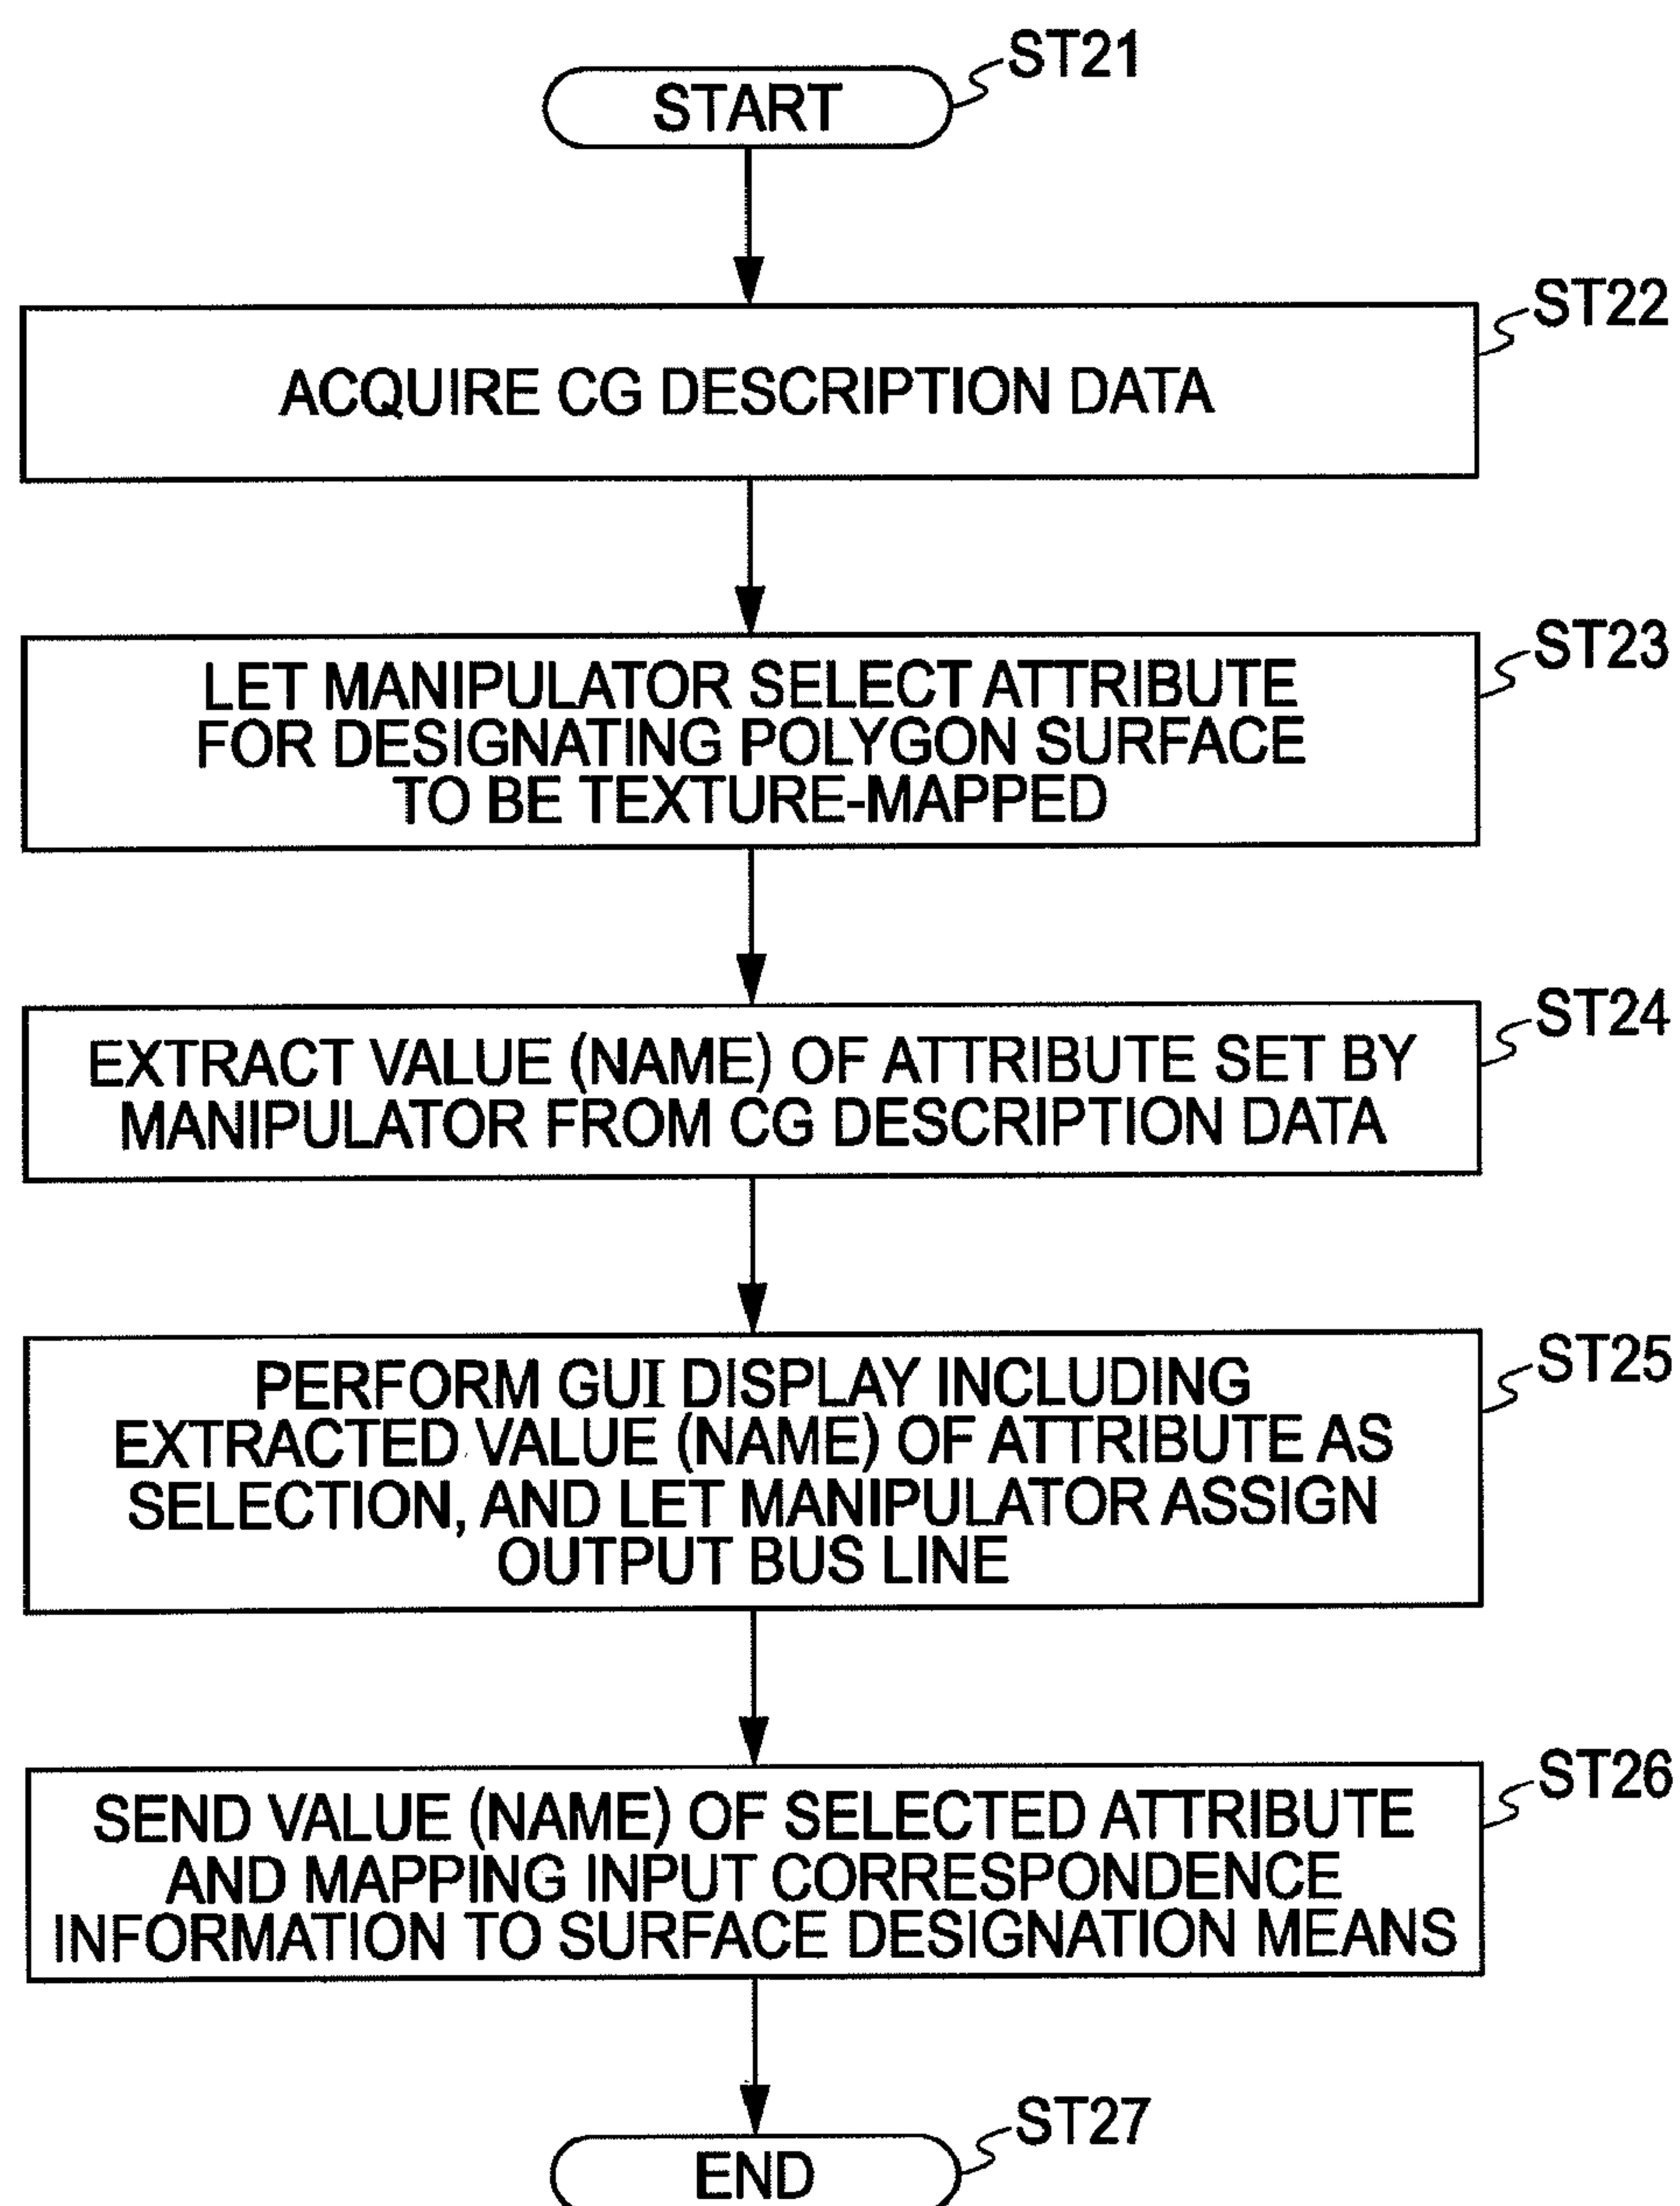 START
ST21
ST22
ACQUIRE CG DESCRIPTION DATA
ST23
LET MANIPULATOR SELECT ATTRIBUTE
FOR DESIGNATING POLYGON SURFACE
TO BE TEXTURE-MAPPED
ST24
EXTRACT VALUE (NAME) OF ATTRIBUTE SET BY
MANIPULATOR FROM CG DESCRIPTION DATA
ST25
PERFORM GUI DISPLAY INCLUDING
EXTRACTED VALUE (NAME) OF ATTRIBUTE AS
SELECTION, AND LET MANIPULATOR ASSIGN
OUTPUT BUS LINE
ST26
SEND VALUE (NAME) OF SELECTED ATTRIBUTE
AND MAPPING INPUT CORRESPONDENCE
INFORMATION TO SURFACE DESIGNATION MEANS
ST27
END